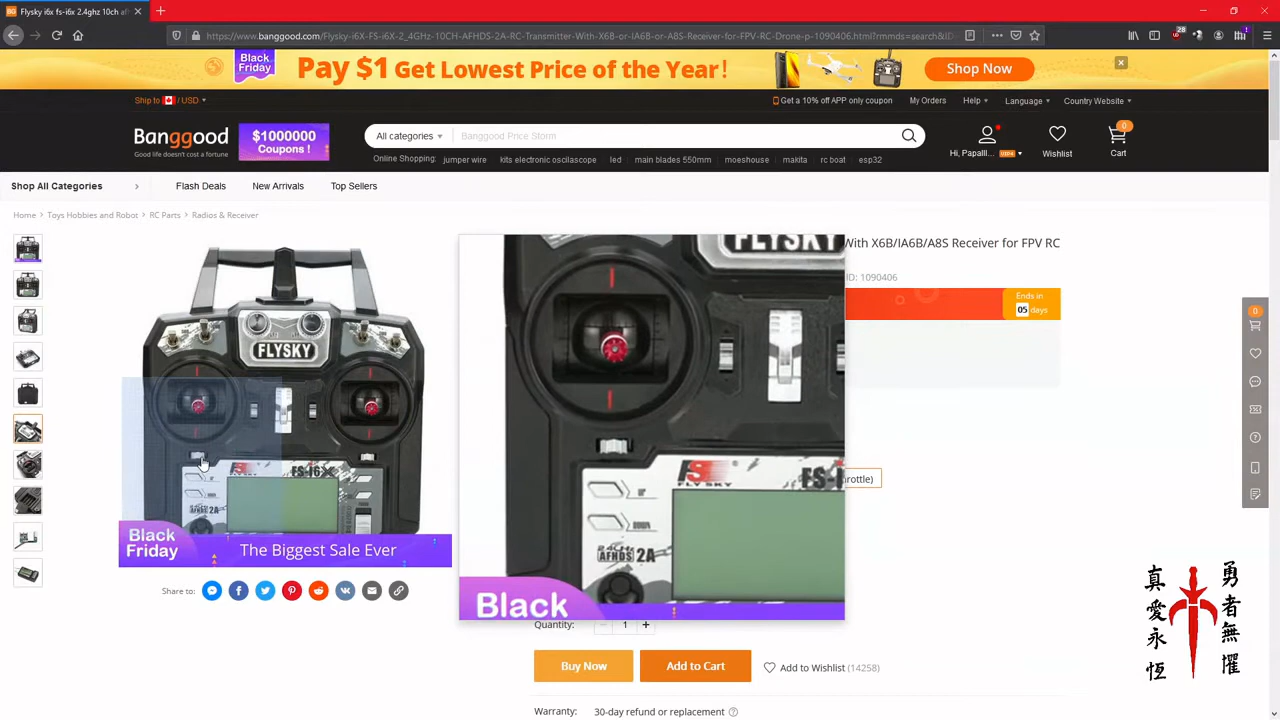 Flysky i6x fs-i6x 2.4ghz 10ch af
https://www.banggood.com/Flysky-i6X-FS-i6X-2_4GHz-10CH-AFHDS-2A-RC-Transmitter-With-X6B-or-IA6B-or-A8S-Receiver-for-FPV-RC-Drone-p-1090406.html?rmmds=search&ID
Black Friday
Pay $1 Get Lowest Price of the Year!
Shop Now
Ship to / USD
Get a 10% off APP only coupon
My Orders
Help
Language
Country Website
Banggood
Good life doesn't cost a fortune
$1000000
Coupons !
All categories
Banggood Price Storm
Hi, Papalli...
Wishlist
0
Cart
Online Shopping:
jumper wire
kits electronic oscilascope
led
main blades 550mm
moeshouse
makita
rc boat
esp32
Shop All Categories
Flash Deals
New Arrivals
Top Sellers
Home > Toys Hobbies and Robot > RC Parts > Radios & Receiver
With X6B/IA6B/A8S Receiver for FPV RC
ID: 1090406
Ends in
05 days
FLYSKY
FLYSKY
FS-i6X
FS
FLY SKY
FS-i
AFHDS 2A
hrottle)
0
Black
Friday
The Biggest Sale Ever
Black
Share to:
Quantity:
1
Buy Now
Add to Cart
Add to Wishlist (14258)
Warranty:
30-day refund or replacement
真愛永恆
勇者無懼